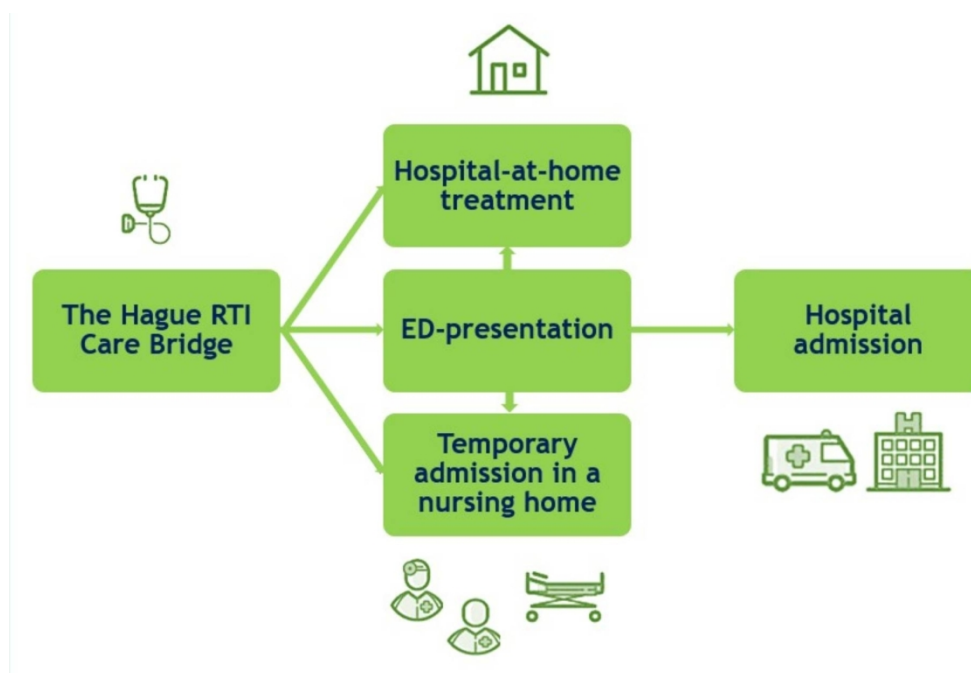 Hospital-at-home
treatment
The Hague RTI
Care Bridge
ED-presentation
Hospital
admission
Temporary
admission in a
nursing home